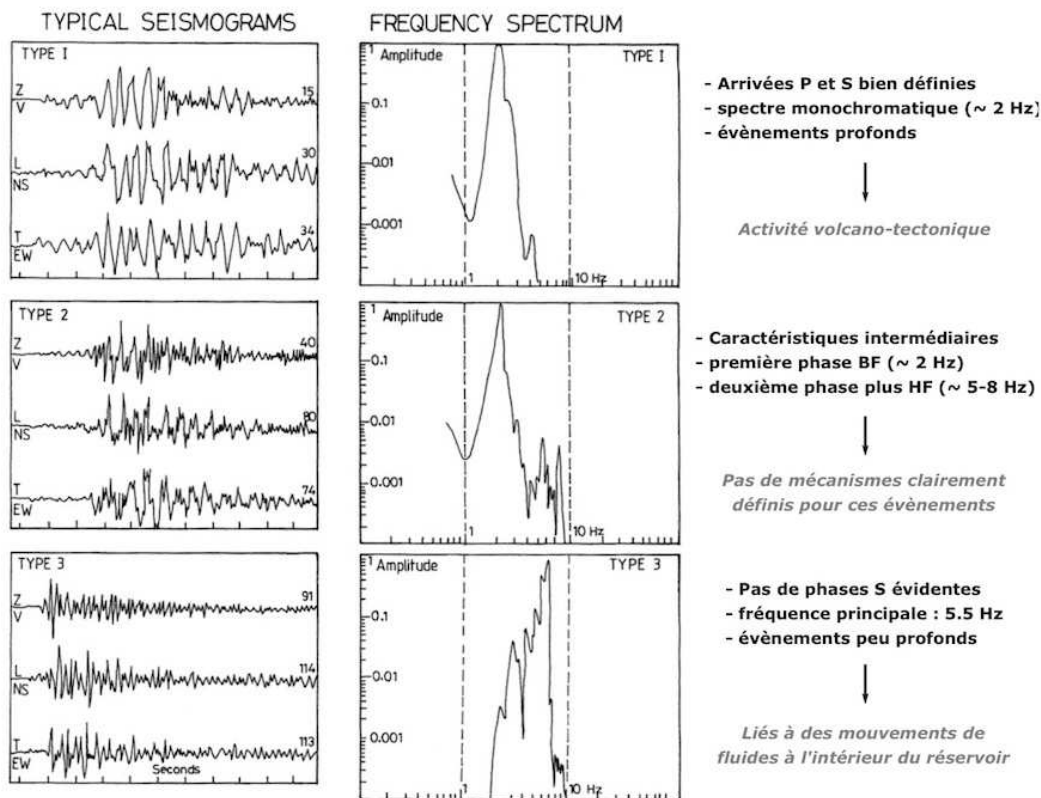 TYPICAL SEISMOGRAMS
FREQUENCY SPECTRUM
TYPE I
Z
V
15
L
NS
30
T
EW
34
1 Amplitude
TYPE I
0.1
0.01
0.001
1
10 Hz
- Arrivées P et S bien définies
- spectre monochromatique (~ 2 Hz)
- évènements profonds
Activité volcano-tectonique
TYPE 2
Z
V
40
L
NS
80
T
EW
74
1 Amplitude
TYPE 2
0.1
0.01
0.001
1
10 Hz
- Caractéristiques intermédiaires
- première phase BF (~ 2 Hz)
- deuxième phase plus HF (~ 5-8 Hz)
Pas de mécanismes clairement
définis pour ces évènements
TYPE 3
Z
V
91
L
NS
114
T
EW
113
Seconds
1 Amplitude
TYPE 3
0.1
0.01
0.001
1
10 Hz
- Pas de phases S évidentes
- fréquence principale : 5.5 Hz
- évènements peu profonds
Liés à des mouvements de
fluides à l'intérieur du réservoir